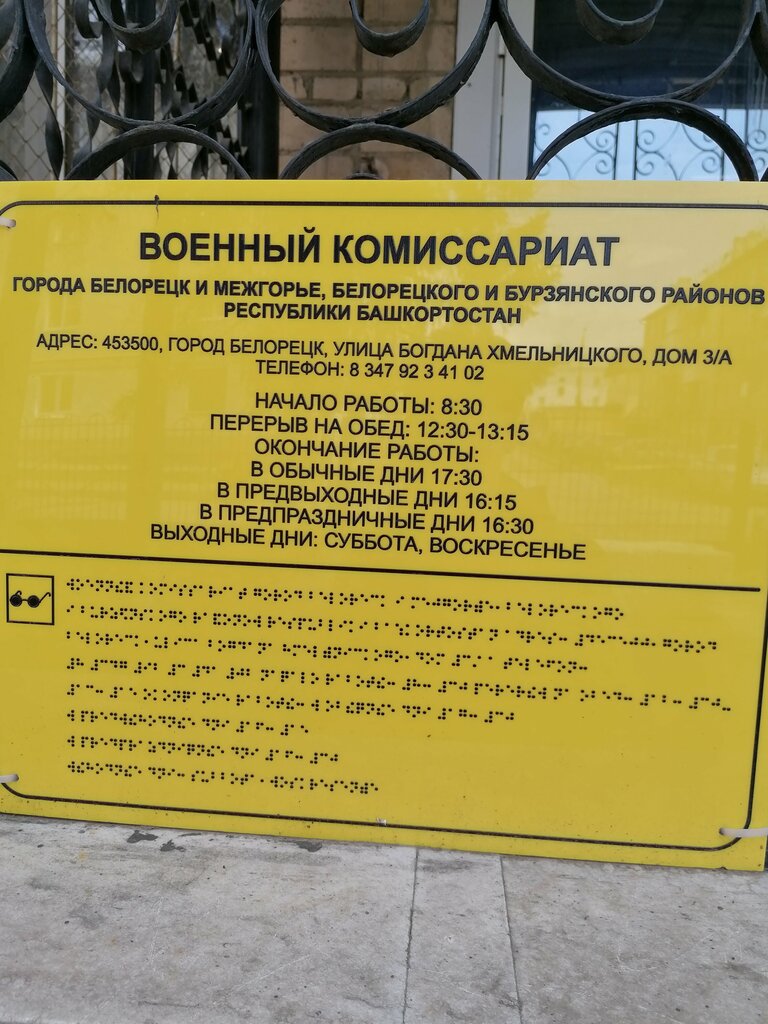 ВОЕННЫЙ КОМИССАРИАТ
ГОРОДА БЕЛОРЕЦК И МЕЖГОРЬЕ, БЕЛОРЕЦКОГО И БУРЗЯНСКОГО РАЙОНОВ
РЕСПУБЛИКИ БАШКОРТОСТАН
АДРЕС: 453500, ГОРОД БЕЛОРЕЦК, УЛИЦА БОГДАНА ХМЕЛЬНИЦКОГО, ДОМ 3/А
ТЕЛЕФОН: 8 347 92 3 41 02
НАЧАЛО РАБОТЫ: 8:30
ПЕРЕРЫВ НА ОБЕД: 12:30-13:15
ОКОНЧАНИЕ РАБОТЫ:
В ОБЫЧНЫЕ ДНИ 17:30
В ПРЕДВЫХОДНЫЕ ДНИ 16:15
В ПРЕДПРАЗДНИЧНЫЕ ДНИ 16:30
ВЫХОДНЫЕ ДНИ: СУББОТА, ВОСКРЕСЕНЬЕ